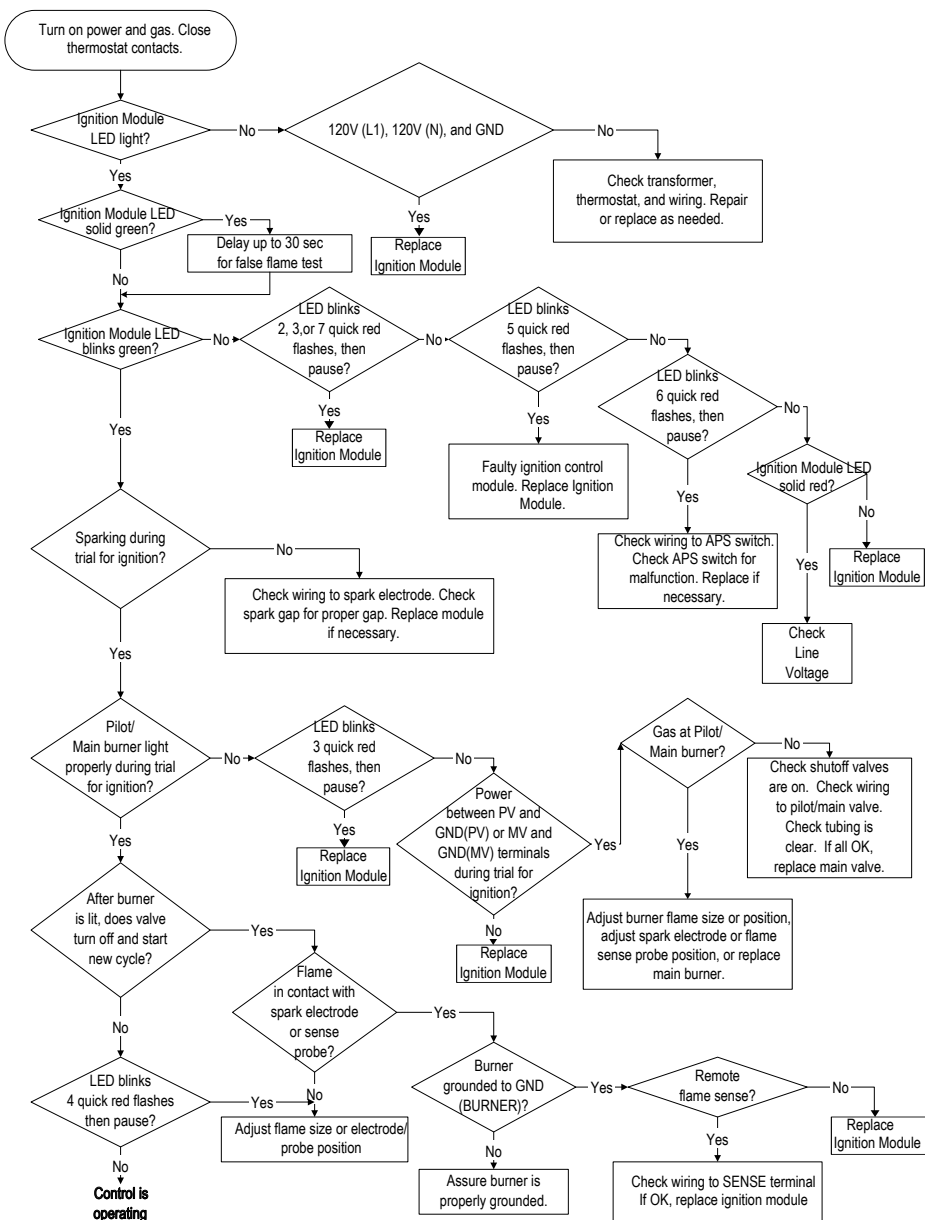 Turn on power and gas. Close
thermostat contacts.
Ignition Module
LED light?
No
120V (L1), 120V (N), and GND
No
Check transformer,
thermostat, and wiring. Repair
or replace as needed.
Yes
Replace
Ignition Module
Yes
Ignition Module LED
solid green?
Yes
Delay up to 30 sec
for false flame test
No
Ignition Module LED
blinks green?
No
LED blinks
2, 3,or 7 quick red
flashes, then
pause?
No
LED blinks
5 quick red
flashes, then
pause?
No
LED blinks
6 quick red
flashes, then
pause?
No
Ignition Module LED
solid red?
No
Replace
Ignition Module
Yes
Replace
Ignition Module
Yes
Faulty ignition control
module. Replace Ignition
Module.
Yes
Check wiring to APS switch.
Check APS switch for
malfunction. Replace if
necessary.
Yes
Check
Line
Voltage
Yes
Sparking during
trial for ignition?
No
Check wiring to spark electrode. Check
spark gap for proper gap. Replace module
if necessary.
Yes
Pilot/
Main burner light
properly during trial
for ignition?
No
LED blinks
3 quick red
flashes, then
pause?
No
Power
between PV and
GND(PV) or MV and
GND(MV) terminals
during trial for
ignition?
Yes
Gas at Pilot/
Main burner?
No
Check shutoff valves
are on. Check wiring
to pilot/main valve.
Check tubing is
clear. If all OK,
replace main valve.
Yes
Replace
Ignition Module
No
Replace
Ignition Module
Yes
Adjust burner flame size or position,
adjust spark electrode or flame
sense probe position, or replace
main burner.
Yes
After burner
is lit, does valve
turn off and start
new cycle?
Yes
Flame
in contact with
spark electrode
or sense
probe?
Yes
Burner
grounded to GND
(BURNER)?
Yes
Remote
flame sense?
No
Replace
Ignition Module
No
LED blinks
4 quick red flashes
then pause?
Yes
No
Adjust flame size or electrode/
probe position
No
Assure burner is
properly grounded.
Yes
Check wiring to SENSE terminal
If OK, replace ignition module
No
Control is
operating